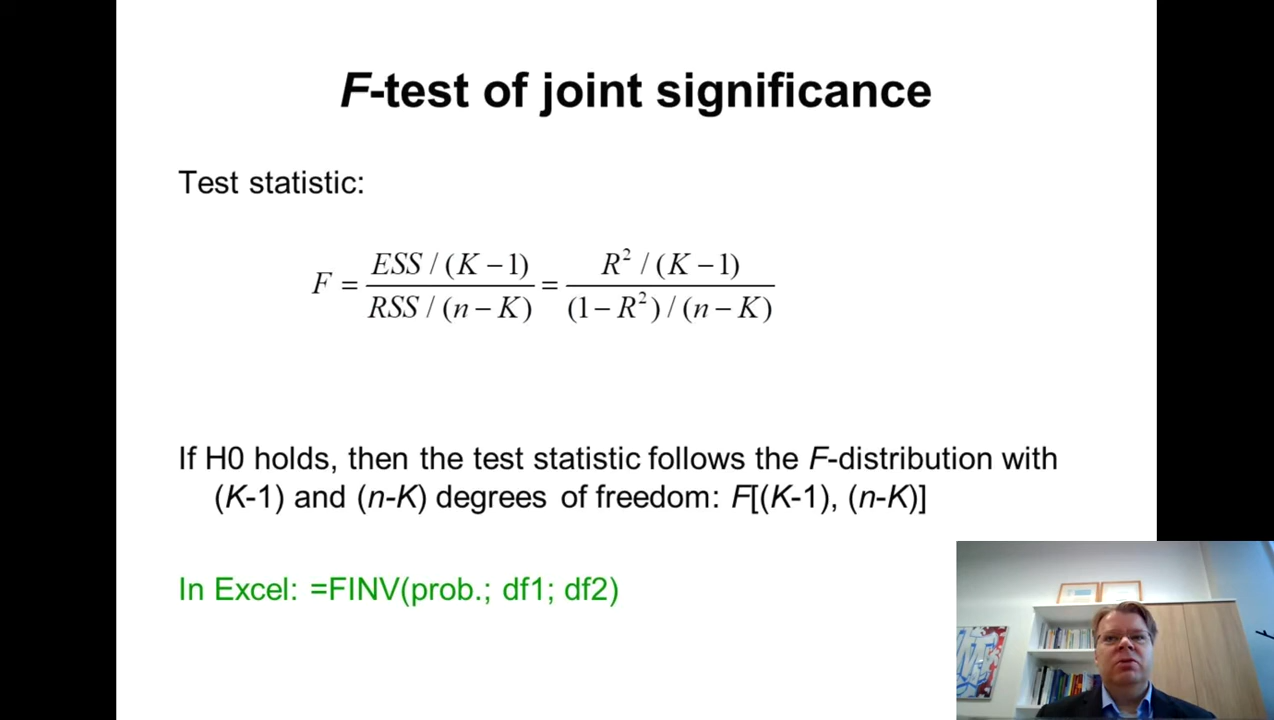 F-test of joint significance
Test statistic:
F = ESS / (K − 1) / RSS / (n − K) = R² / (K − 1) / (1 − R²) / (n − K)
If H0 holds, then the test statistic follows the F-distribution with
(K-1) and (n-K) degrees of freedom: F[(K-1), (n-K)]
In Excel: =FINV(prob.; df1; df2)